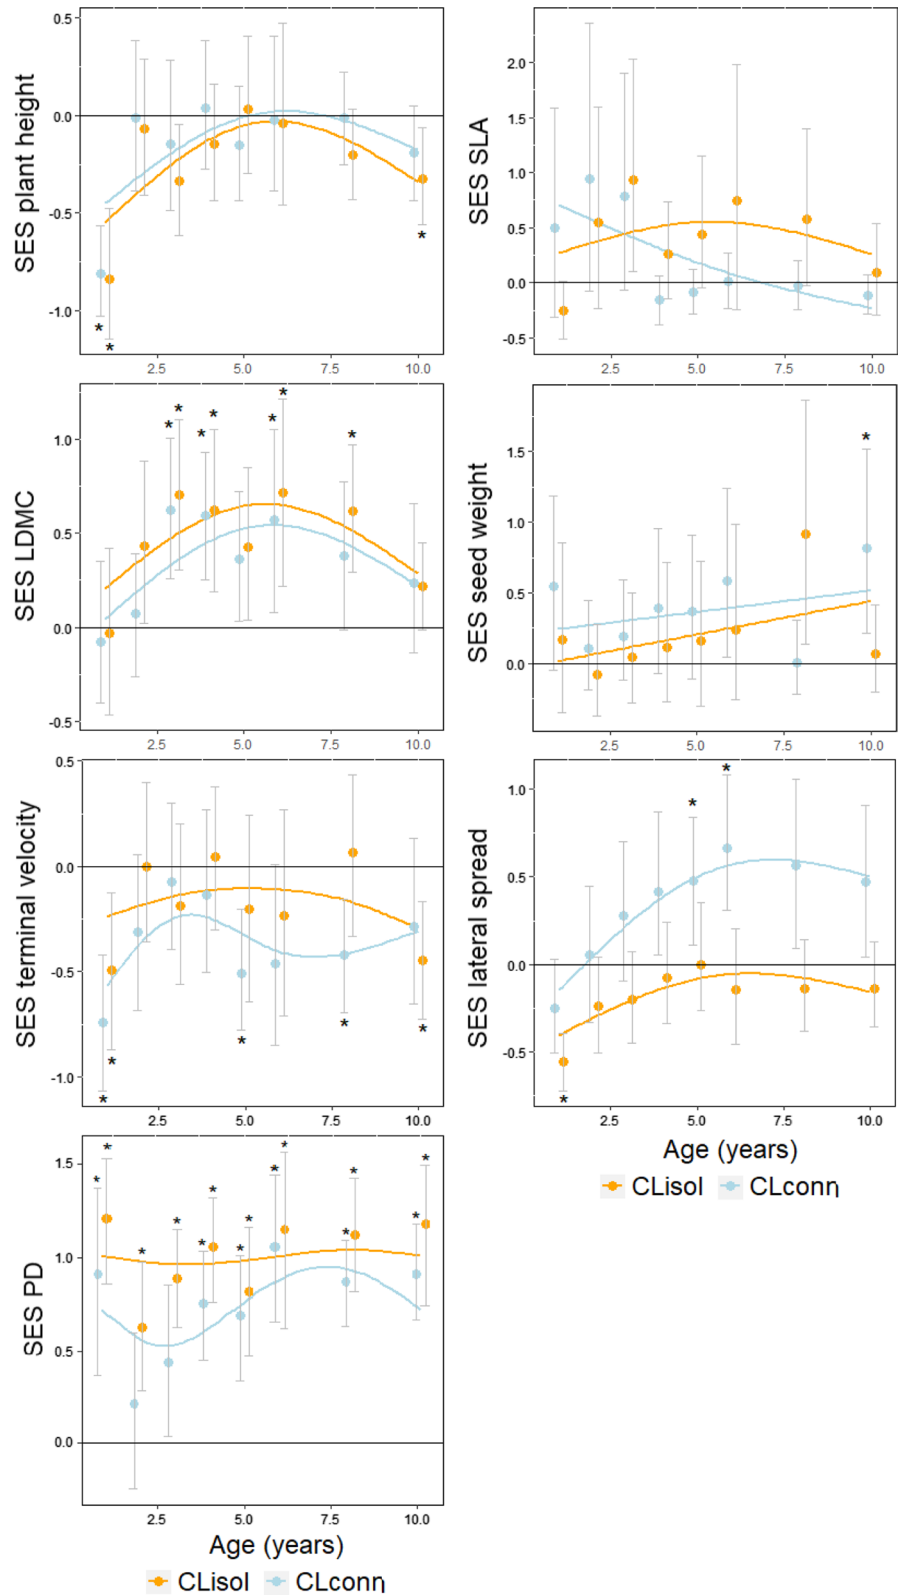 SES plant height
0.5
0.0
-0.5
-1.0
* * *
2.5 5.0 7.5 10.0
SES SLA
2.0
1.5
1.0
0.5
0.0
-0.5
2.5 5.0 7.5 10.0
SES LDMC
1.0
0.5
0.0
-0.5
* * * * * * *
2.5 5.0 7.5 10.0
SES seed weight
1.5
1.0
0.5
0.0
*
2.5 5.0 7.5 10.0
SES terminal velocity
0.5
0.0
-0.5
-1.0
* * * * *
2.5 5.0 7.5 10.0
SES lateral spread
1.0
0.5
0.0
-0.5
* * *
2.5 5.0 7.5 10.0
Age (years)
CLisol CLconn
SES PD
1.5
1.0
0.5
0.0
* * * * * * * * * * * * * *
2.5 5.0 7.5 10.0
Age (years)
CLisol CLconn